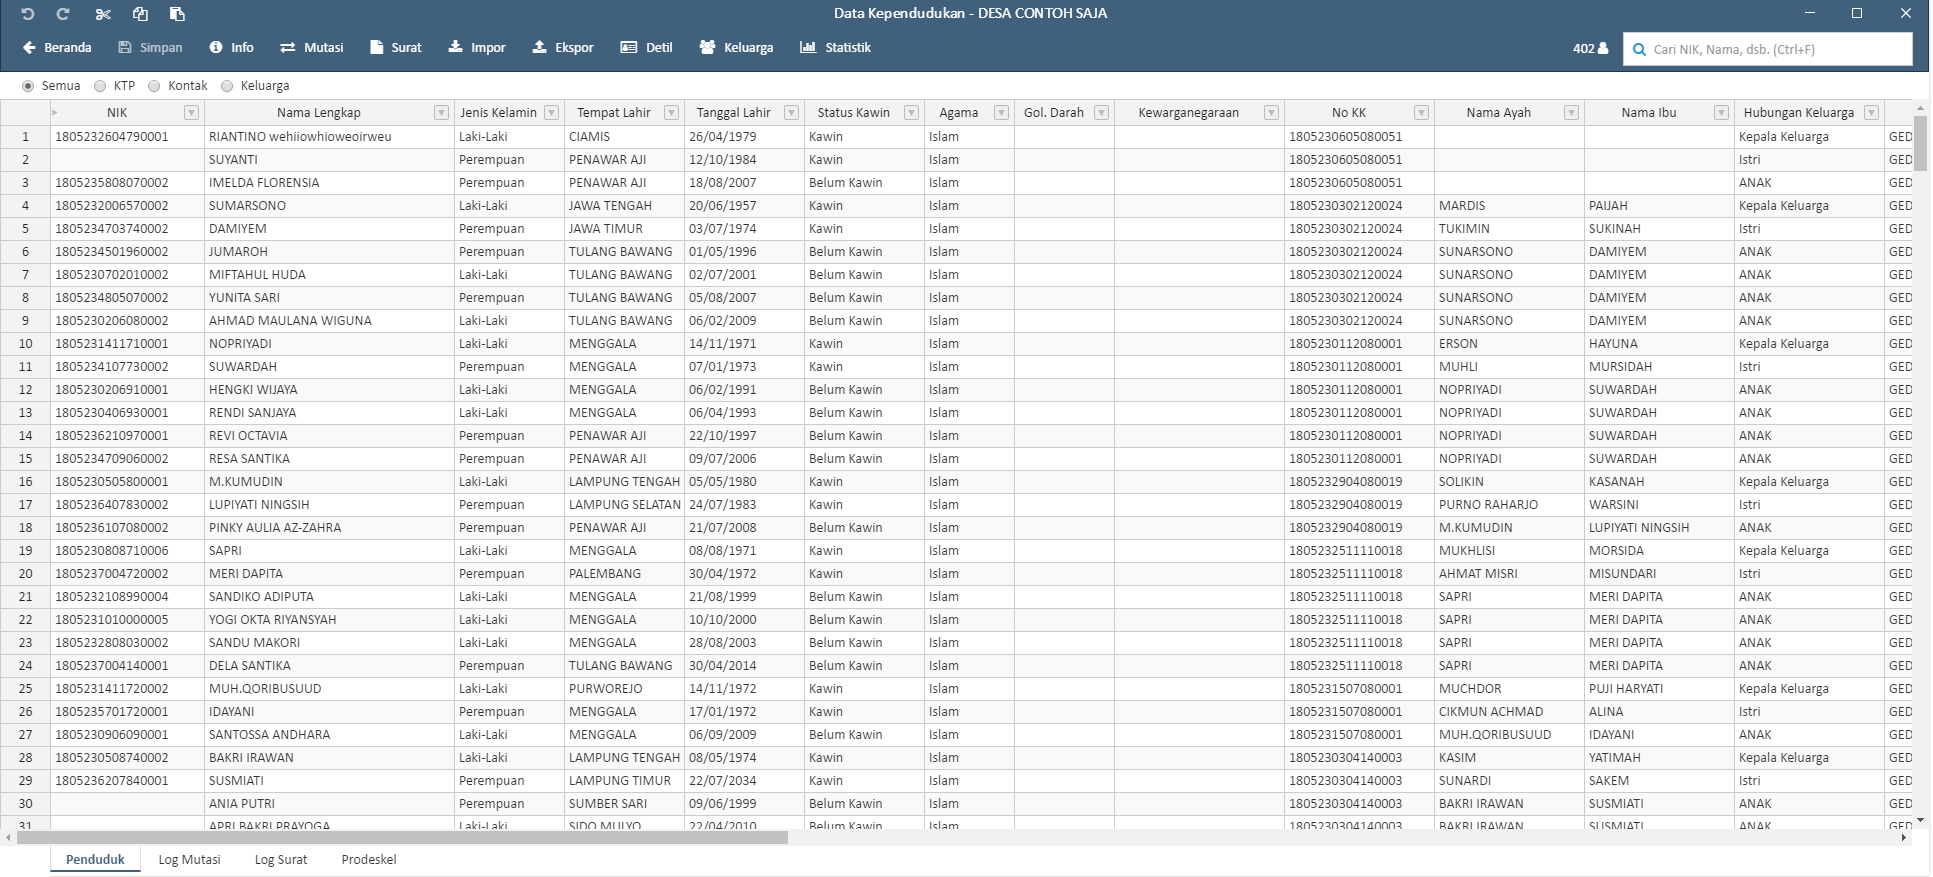 Data Kependudukan - DESA CONTOH SAJA
Beranda Simpan Info Mutasi Surat Impor Ekspor Detil Keluarga Statistik 402 Cari NIK, Nama, dsb. (Ctrl+F)
Semua KTP Kontak Keluarga
NIK Nama Lengkap Jenis Kelamin Tempat Lahir Tanggal Lahir Status Kawin Agama Gol. Darah Kewarganegaraan No KK Nama Ayah Nama Ibu Hubungan Keluarga
1 1805232604790001 RIANTINO wehiiowhioweoirweu Laki-Laki CIAMIS 26/04/1979 Kawin Islam 1805230605080051 Kepala Keluarga GED
2 SUYANTI Perempuan PENAWAR AJI 12/10/1984 Kawin Islam 1805230605080051 Istri GED
3 1805235808070002 IMELDA FLORENSIA Perempuan PENAWAR AJI 18/08/2007 Belum Kawin Islam 1805230605080051 ANAK GED
4 1805232006570002 SUMARSONO Laki-Laki JAWA TENGAH 20/06/1957 Kawin Islam 1805230302120024 MARDIS PAIJAH Kepala Keluarga GED
5 1805234703740002 DAMIYEM Perempuan JAWA TIMUR 03/07/1974 Kawin Islam 1805230302120024 TUKIMIN SUKINAH Istri GED
6 1805234501960002 JUMAROH Perempuan TULANG BAWANG 01/05/1996 Belum Kawin Islam 1805230302120024 SUNARSONO DAMIYEM ANAK GED
7 1805230702010002 MIFTAHUL HUDA Laki-Laki TULANG BAWANG 02/07/2001 Belum Kawin Islam 1805230302120024 SUNARSONO DAMIYEM ANAK GED
8 1805234805070002 YUNITA SARI Perempuan TULANG BAWANG 05/08/2007 Belum Kawin Islam 1805230302120024 SUNARSONO DAMIYEM ANAK GED
9 1805230206080002 AHMAD MAULANA WIGUNA Laki-Laki TULANG BAWANG 06/02/2009 Belum Kawin Islam 1805230302120024 SUNARSONO DAMIYEM ANAK GED
10 1805231411710001 NOPRIYADI Laki-Laki MENGGALA 14/11/1971 Kawin Islam 1805230112080001 ERSON HAYUNA Kepala Keluarga GED
11 1805234107730002 SUWARDAH Perempuan MENGGALA 07/01/1973 Kawin Islam 1805230112080001 MUHLI MURSIDAH Istri GED
12 1805230206910001 HENGKI WIJAYA Laki-Laki MENGGALA 06/02/1991 Belum Kawin Islam 1805230112080001 NOPRIYADI SUWARDAH ANAK GED
13 1805230406930001 RENDI SANJAYA Laki-Laki MENGGALA 06/04/1993 Belum Kawin Islam 1805230112080001 NOPRIYADI SUWARDAH ANAK GED
14 1805236210970001 REVI OCTAVIA Perempuan PENAWAR AJI 22/10/1997 Belum Kawin Islam 1805230112080001 NOPRIYADI SUWARDAH ANAK GED
15 1805234709060002 RESA SANTIKA Perempuan PENAWAR AJI 09/07/2006 Belum Kawin Islam 1805230112080001 NOPRIYADI SUWARDAH ANAK GED
16 1805230505800001 M.KUMUDIN Laki-Laki LAMPUNG TENGAH 05/05/1980 Kawin Islam 1805232904080019 SOLIKIN KASANAH Kepala Keluarga GED
17 1805236407830002 LUPIYATI NINGSIH Perempuan LAMPUNG SELATAN 24/07/1983 Kawin Islam 1805232904080019 PURNO RAHARJO WARSINI Istri GED
18 1805236107080002 PINKY AULIA AZ-ZAHRA Perempuan PENAWAR AJI 21/07/2008 Belum Kawin Islam 1805232904080019 M.KUMUDIN LUPIYATI NINGSIH ANAK GED
19 1805230808710006 SAPRI Laki-Laki MENGGALA 08/08/1971 Kawin Islam 1805232511110018 MUKHLISI MORSIDA Kepala Keluarga GED
20 1805237004720002 MERI DAPITA Perempuan PALEMBANG 30/04/1972 Kawin Islam 1805232511110018 AHMAT MISRI MISUNDARI Istri GED
21 1805232108990004 SANDIKO ADIPUTA Laki-Laki MENGGALA 21/08/1999 Belum Kawin Islam 1805232511110018 SAPRI MERI DAPITA ANAK GED
22 1805231010000005 YOGI OKTA RIYANSYAH Laki-Laki MENGGALA 10/10/2000 Belum Kawin Islam 1805232511110018 SAPRI MERI DAPITA ANAK GED
23 1805232808030002 SANDU MAKORI Laki-Laki MENGGALA 28/08/2003 Belum Kawin Islam 1805232511110018 SAPRI MERI DAPITA ANAK GED
24 1805237004140001 DELA SANTIKA Perempuan TULANG BAWANG 30/04/2014 Belum Kawin Islam 1805232511110018 SAPRI MERI DAPITA ANAK GED
25 1805231411720002 MUH.QORIBUSUUD Laki-Laki PURWOREJO 14/11/1972 Kawin Islam 1805231507080001 MUCHDOR PUJI HARYATI Kepala Keluarga GED
26 1805235701720001 IDAYANI Perempuan MENGGALA 17/01/1972 Kawin Islam 1805231507080001 CIKMUN ACHMAD ALINA Istri GED
27 1805230906090001 SANTOSSA ANDHARA Laki-Laki MENGGALA 06/09/2009 Belum Kawin Islam 1805231507080001 MUH.QORIBUSUUD IDAYANI ANAK GED
28 1805230508740002 BAKRI IRAWAN Laki-Laki LAMPUNG TENGAH 08/05/1974 Kawin Islam 1805230304140003 KASIM YATIMAH Kepala Keluarga GED
29 1805236207840001 SUSMIATI Perempuan LAMPUNG TIMUR 22/07/2034 Kawin Islam 1805230304140003 SUNARDI SAKEM Istri GED
30 ANIA PUTRI Perempuan SUMBER SARI 09/06/1999 Belum Kawin Islam 1805230304140003 BAKRI IRAWAN SUSMIATI ANAK GED
31 APRI BAKRI PRAYOGA Laki-Laki SIDO MULYO 22/04/2010 Belum Kawin Islam 1805230304140003 BAKRI IRAWAN SUSMIATI ANAK GED
Penduduk Log Mutasi Log Surat Prodeskel